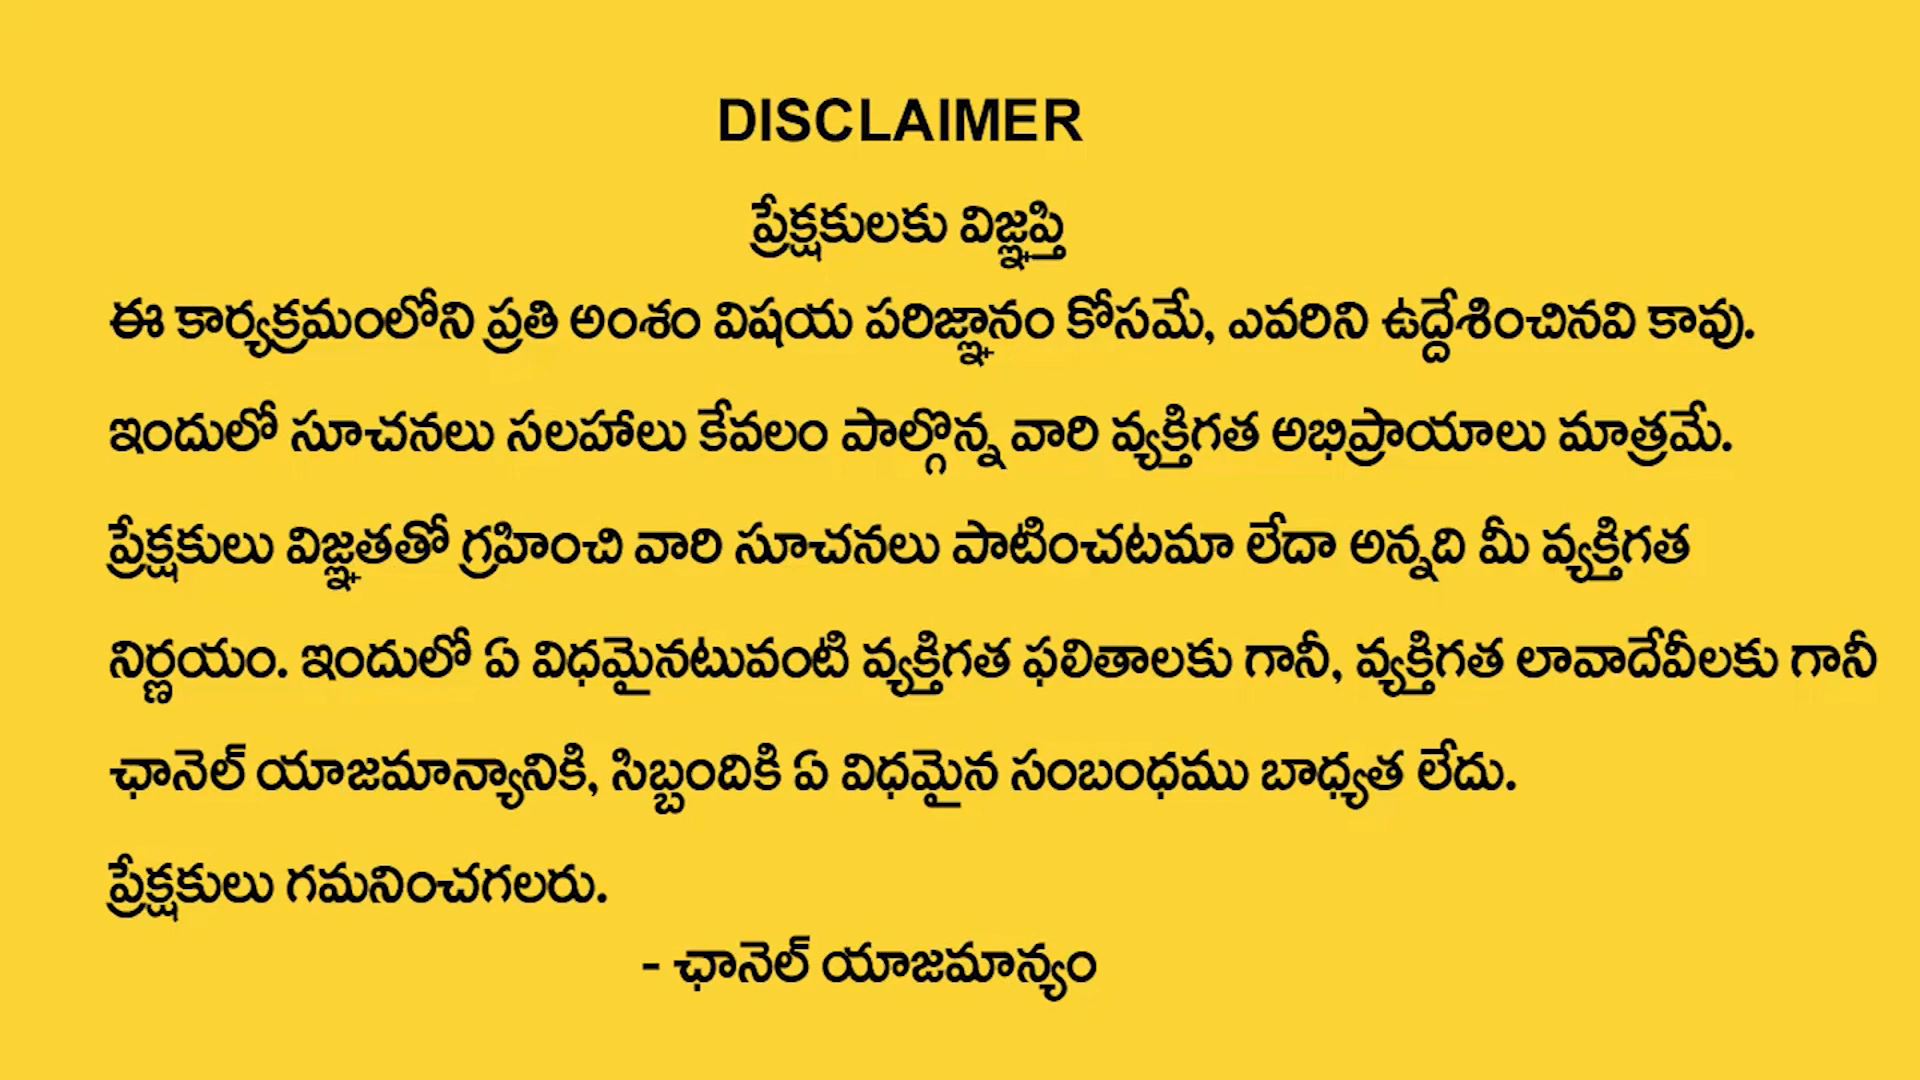 DISCLAIMER
ప్రేక్షకులకు విజ్ఞప్తి
ఈ కార్యక్రమంలోని ప్రతి అంశం విషయ పరిజ్ఞానం కోసమే, ఎవరిని ఉద్దేశించినవి కావు.
ఇందులో సూచనలు సలహాలు కేవలం పాల్గొన్న వారి వ్యక్తిగత అభిప్రాయాలు మాత్రమే.
ప్రేక్షకులు విజ్ఞతతో గ్రహించి వారి సూచనలు పాటించటమా లేదా అన్నది మీ వ్యక్తిగత
నిర్ణయం. ఇందులో ఏ విధమైనటువంటి వ్యక్తిగత ఫలితాలకు గానీ, వ్యక్తిగత లావాదేవీలకు గానీ
ఛానెల్ యాజమాన్యానికి, సిబ్బందికి ఏ విధమైన సంబంధము బాధ్యత లేదు.
ప్రేక్షకులు గమనించగలరు.
- ఛానెల్ యాజమాన్యం